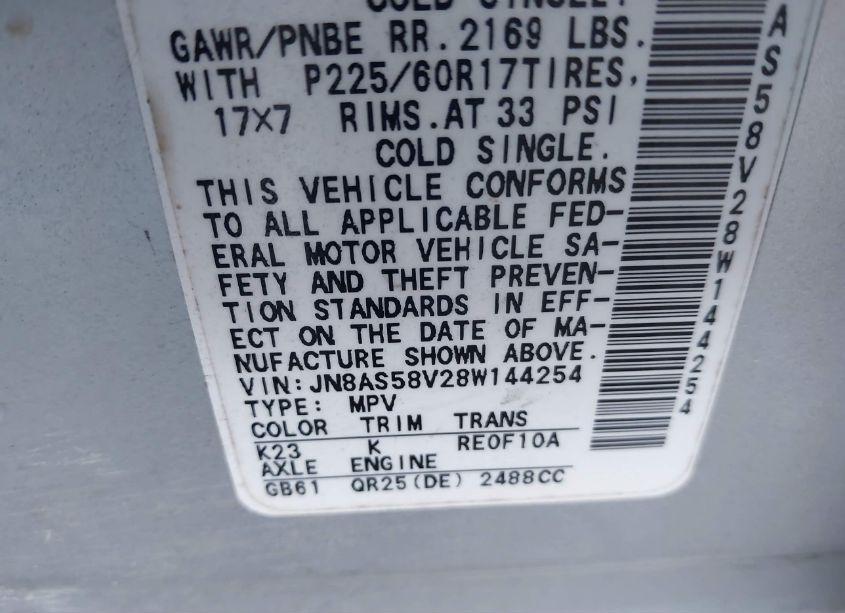 COLD SINGLE.
GAWR/PNBE RR.2169 LBS.
WITH P225/60R17TIRES,
17X7 RIMS.AT 33 PSI
COLD SINGLE.
THIS VEHICLE CONFORMS
TO ALL APPLICABLE FED-
ERAL MOTOR VEHICLE SA-
FETY AND THEFT PREVEN-
TION STANDARDS IN EFF-
ECT ON THE DATE OF MA-
NUFACTURE SHOWN ABOVE.
VIN:JN8AS58V28W144254
TYPE: MPV
COLOR TRIM TRANS
K23 K RE0F10A
AXLE ENGINE
GB61 QR25(DE) 2488CC
AS58V28W144254